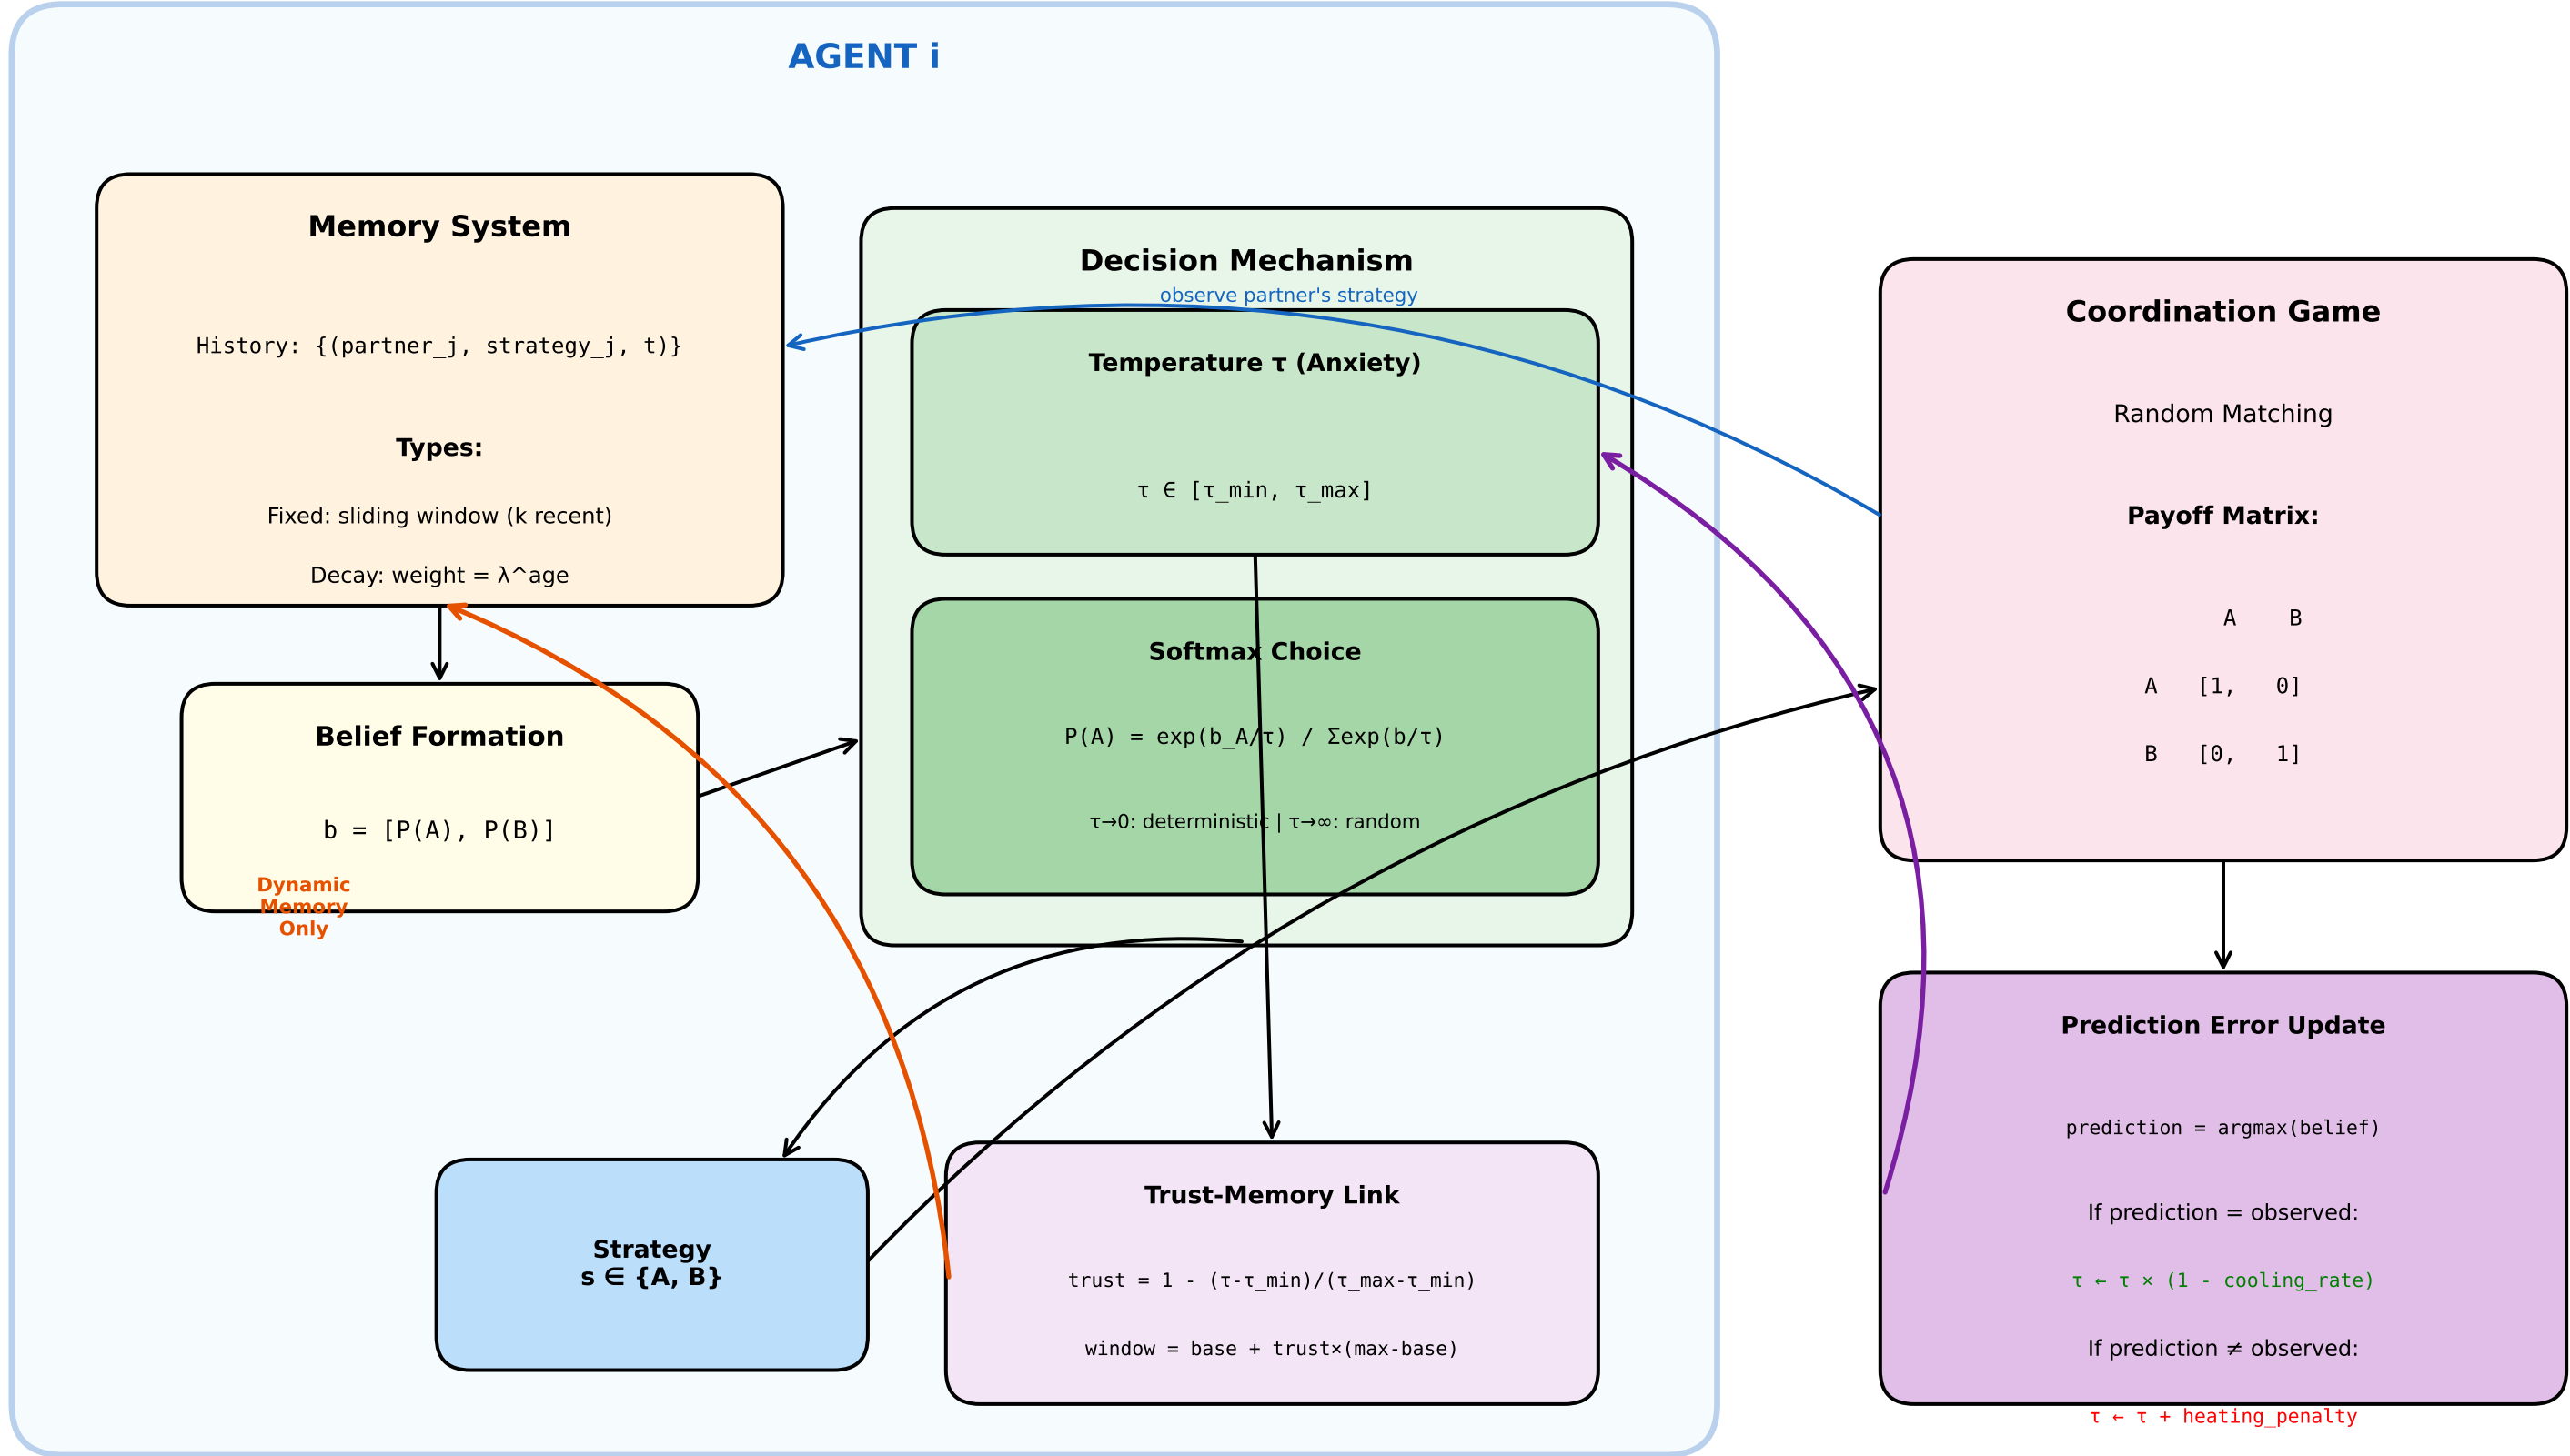 AGENT i
Memory System
History: {(partner_j, strategy_j, t)}
Types:
Fixed: sliding window (k recent)
Decay: weight = λ^age
Belief Formation
b = [P(A), P(B)]
Dynamic
Memory
Only
Decision Mechanism
observe partner's strategy
Temperature τ (Anxiety)
τ ∈ [τ_min, τ_max]
Softmax Choice
P(A) = exp(b_A/τ) / Σexp(b/τ)
τ→0: deterministic | τ→∞: random
Strategy
s ∈ {A, B}
Trust-Memory Link
trust = 1 - (τ-τ_min)/(τ_max-τ_min)
window = base + trust×(max-base)
Coordination Game
Random Matching
Payoff Matrix:
A    B
A   [1,   0]
B   [0,   1]
Prediction Error Update
prediction = argmax(belief)
If prediction = observed:
τ ← τ × (1 - cooling_rate)
If prediction ≠ observed:
τ ← τ + heating_penalty